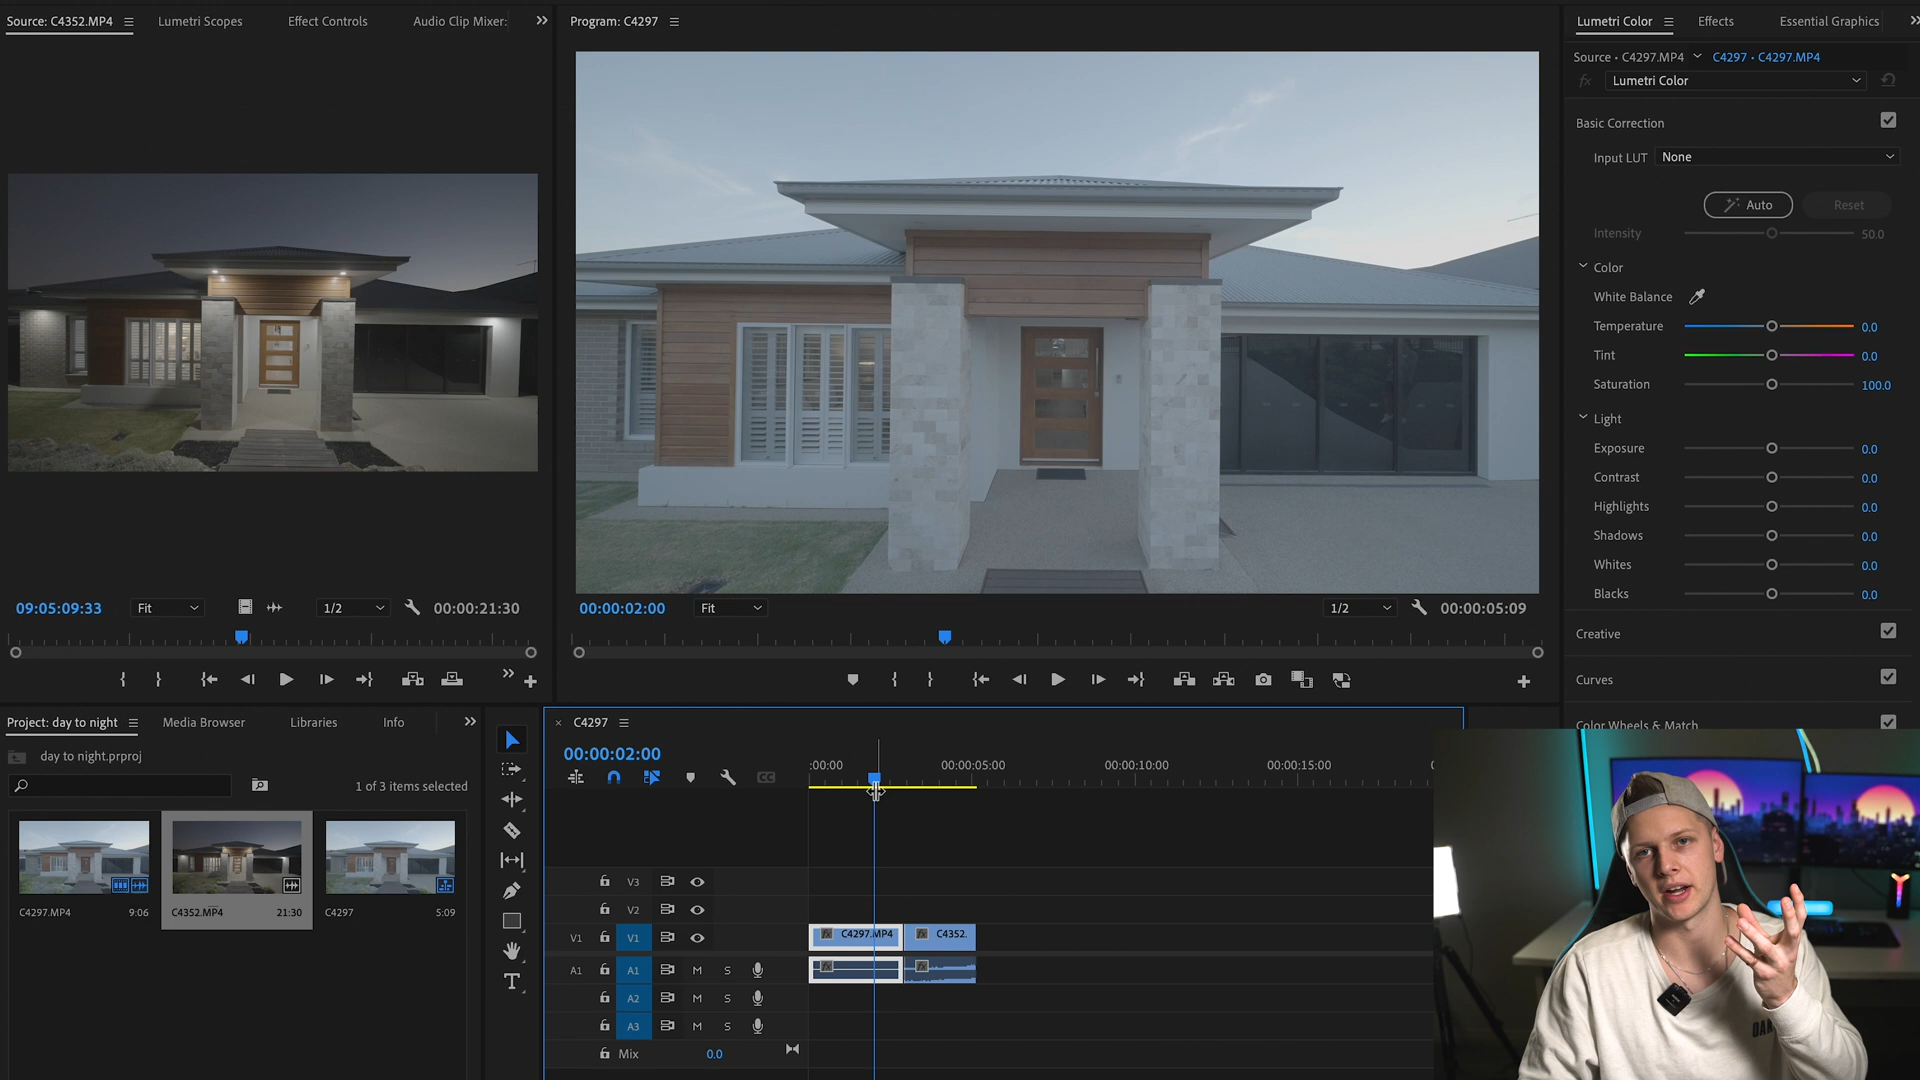 Source: C4352.MP4
Lumetri Scopes
Effect Controls
Audio Clip Mixer:
Program: C4297
Lumetri Color
Effects
Essential Graphics
Source • C4297.MP4
C4297 • C4297.MP4
fx
Lumetri Color
Basic Correction
Input LUT
None
Auto
Reset
Intensity
50.0
Color
White Balance
Temperature
0.0
Tint
0.0
Saturation
100.0
Light
Exposure
0.0
Contrast
0.0
Highlights
0.0
Shadows
0.0
Whites
0.0
Blacks
0.0
Creative
Curves
Color Wheels & Match
09:05:09:33
Fit
1/2
00:00:21:30
00:00:02:00
Fit
1/2
00:00:05:09
Project: day to night
Media Browser
Libraries
Info
day to night.prproj
1 of 3 items selected
C4297.MP4
9:06
C4352.MP4
21:30
C4297
5:09
C4297
00:00:02:00
:00:00
00:00:05:00
00:00:10:00
00:00:15:00
V3
V2
V1
V1
C4297.MP4
C4352.
A1
A1
M
S
A2
M
S
A3
M
S
Mix
0.0